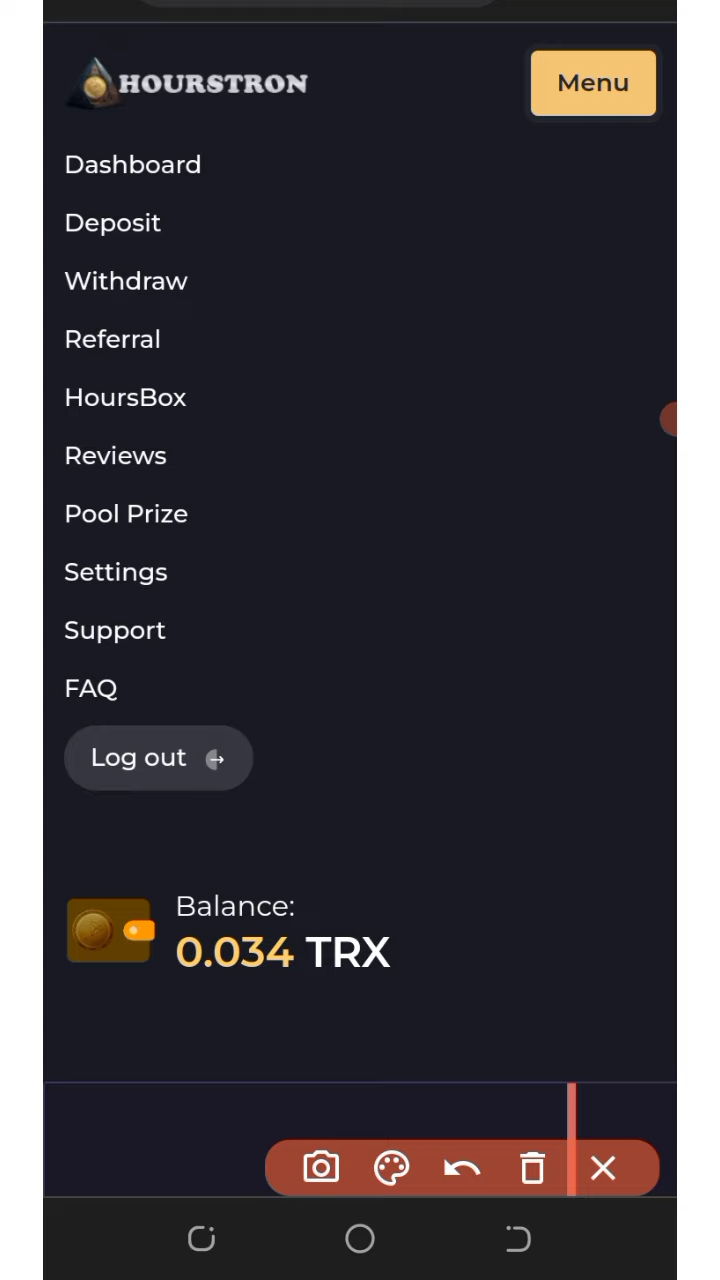 HOURSTRON
Menu
Dashboard
Deposit
Withdraw
Referral
HoursBox
Reviews
Pool Prize
Settings
Support
FAQ
Log out
Balance:
0.034 TRX